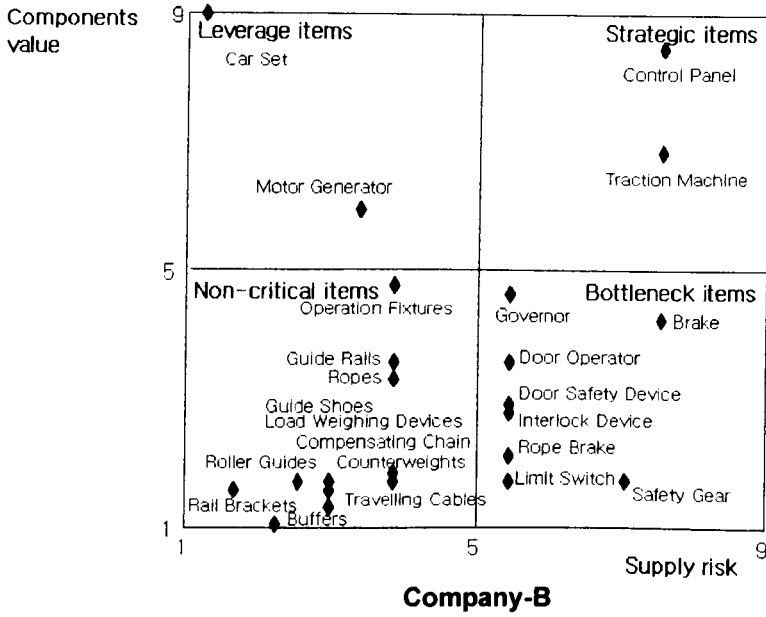 Components
value
9
Leverage items
Strategic items
Car Set
Control Panel
Motor Generator
Traction Machine
5
Non-critical items
Bottleneck items
Operation Fixtures
Governor
Brake
Guide Rails
Door Operator
Ropes
Door Safety Device
Guide Shoes
Load Weighing Devices
Interlock Device
Compensating Chain
Rope Brake
Roller Guides
Counterweights
Limit Switch
Safety Gear
Rail Brackets
Travelling Cables
Buffers
1
1
5
9
Supply risk
Company-B